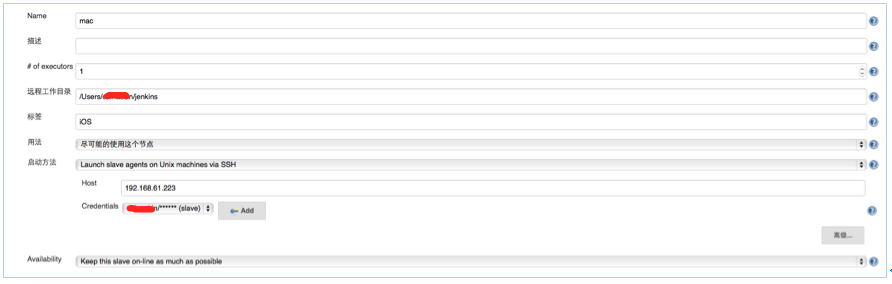 Name mac
描述
# of executors 1
远程工作目录 /Users/ n/jenkins
标签 iOS
用法 尽可能的使用这个节点
启动方法 Launch slave agents on Unix machines via SSH
Host 192.168.61.223
Credentials /****** (slave) Add
高级...
Availability Keep this slave on-line as much as possible